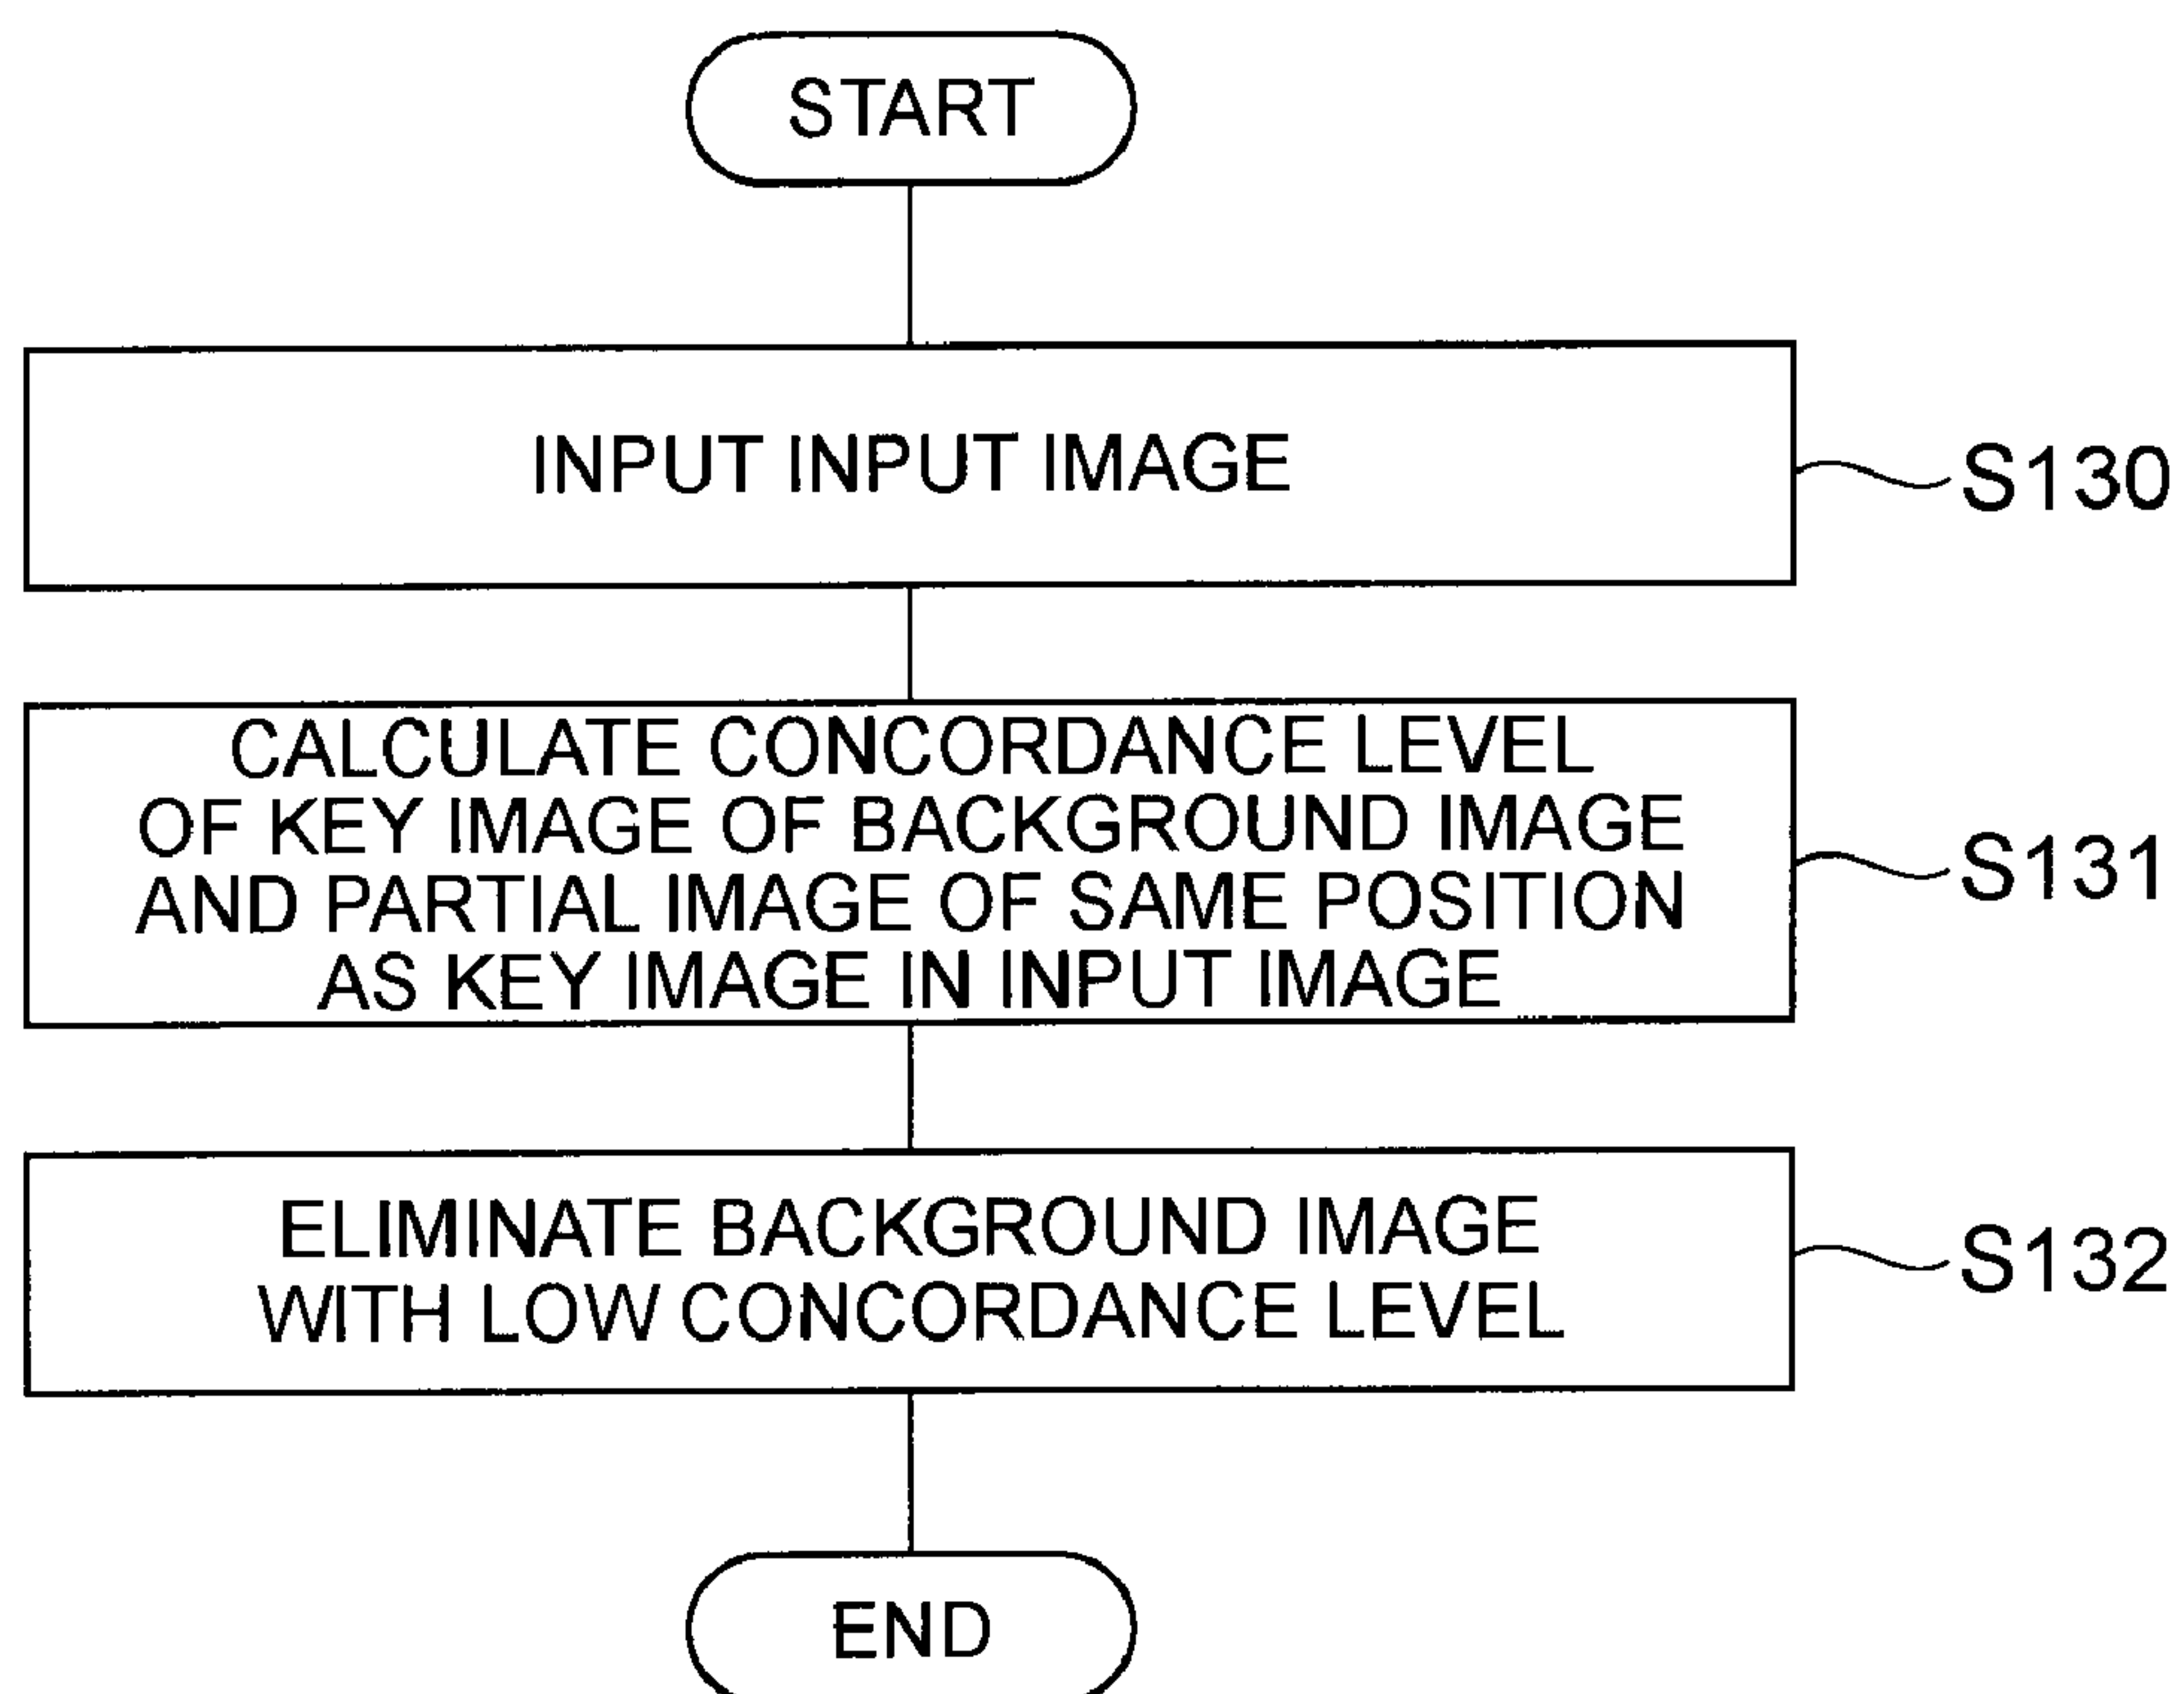 START
INPUT INPUT IMAGE
S130
CALCULATE CONCORDANCE LEVEL
OF KEY IMAGE OF BACKGROUND IMAGE
AND PARTIAL IMAGE OF SAME POSITION
AS KEY IMAGE IN INPUT IMAGE
S131
ELIMINATE BACKGROUND IMAGE
WITH LOW CONCORDANCE LEVEL
S132
END